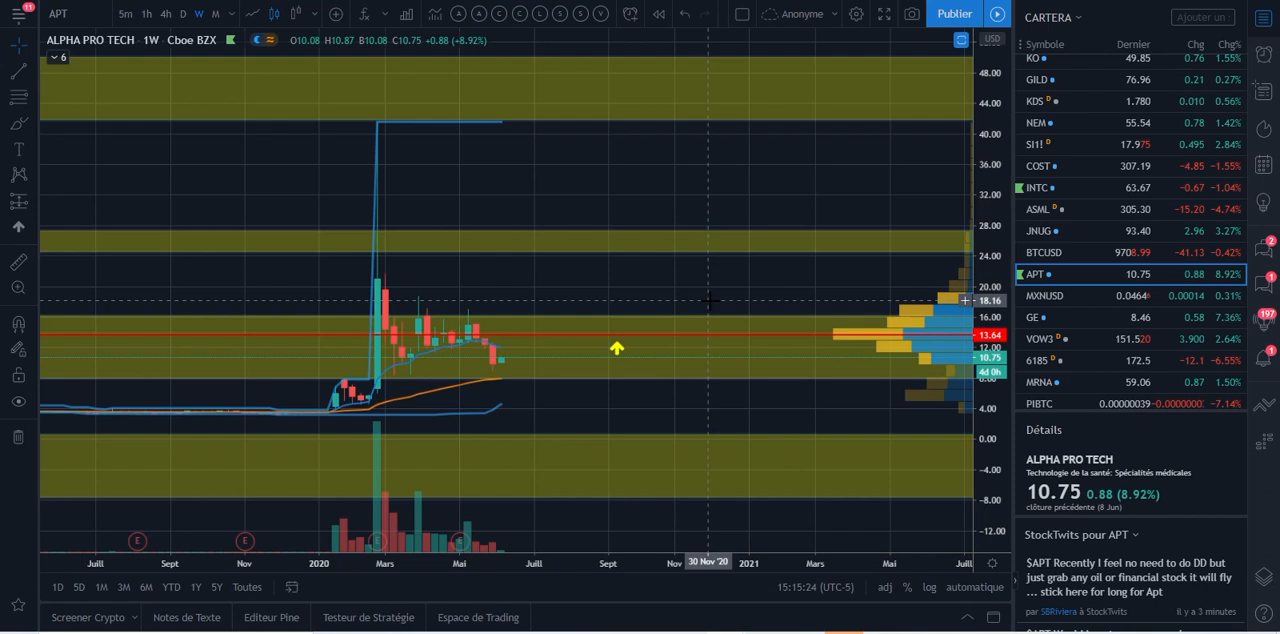 11
APT 5m 1h 4h D W M Anonyme Publier
A A C C L S S V
ALPHA PRO TECH · 1W · Cboe BZX O10.08 H10.87 B10.08 C10.75 +0.88 (+8.92%)
6
USD
48.00
44.00
40.00
36.00
32.00
28.00
24.00
20.00
18.16
16.00
13.64
12.00
10.75
4d 0h
8.00
4.00
0.00
−4.00
−8.00
−12.00
E E E E
Juill Sept Nov 2020 Mars Mai Juill Sept Nov 30 Nov '20 2021 Mars Mai Juill
1D 5D 1M 3M 6M YTD 1Y 5Y Toutes 15:15:24 (UTC-5) adj % log automatique
Screener Crypto Notes de Texte Editeur Pine Testeur de Stratégie Espace de Trading
CARTERA Ajouter un
Symbole Dernier Chg Chg%
KO 49.85 0.76 1.55%
GILD 76.96 0.21 0.27%
KDS D 1.780 0.010 0.56%
NEM 55.54 0.78 1.42%
SI1! D 17.975 0.495 2.84%
COST 307.19 −4.85 −1.55%
INTC 63.67 −0.67 −1.04%
ASML D 305.30 −15.20 −4.74%
JNUG 93.40 2.96 3.27%
BTCUSD 9708.99 −41.13 −0.42%
APT 10.75 0.88 8.92%
MXNUSD 0.0464 0.00014 0.31%
GE 8.46 0.58 7.36%
VOW3 D 151.520 3.900 2.64%
6185 D 172.5 −12.1 −6.55%
MRNA 59.06 0.87 1.50%
PIBTC 0.00000039 −0.0000000 −7.14%
Détails
ALPHA PRO TECH
Technologie de la santé: Spécialités médicales
10.75 0.88 (8.92%)
clôture précédente (8 Jun)
StockTwits pour APT
$APT Recently I feel no need to do DD but
just grab any oil or financial stock it will fly
... stick here for long for Apt
par SBRiviera à StockTwits il y a 3 minutes
2
1
197
1